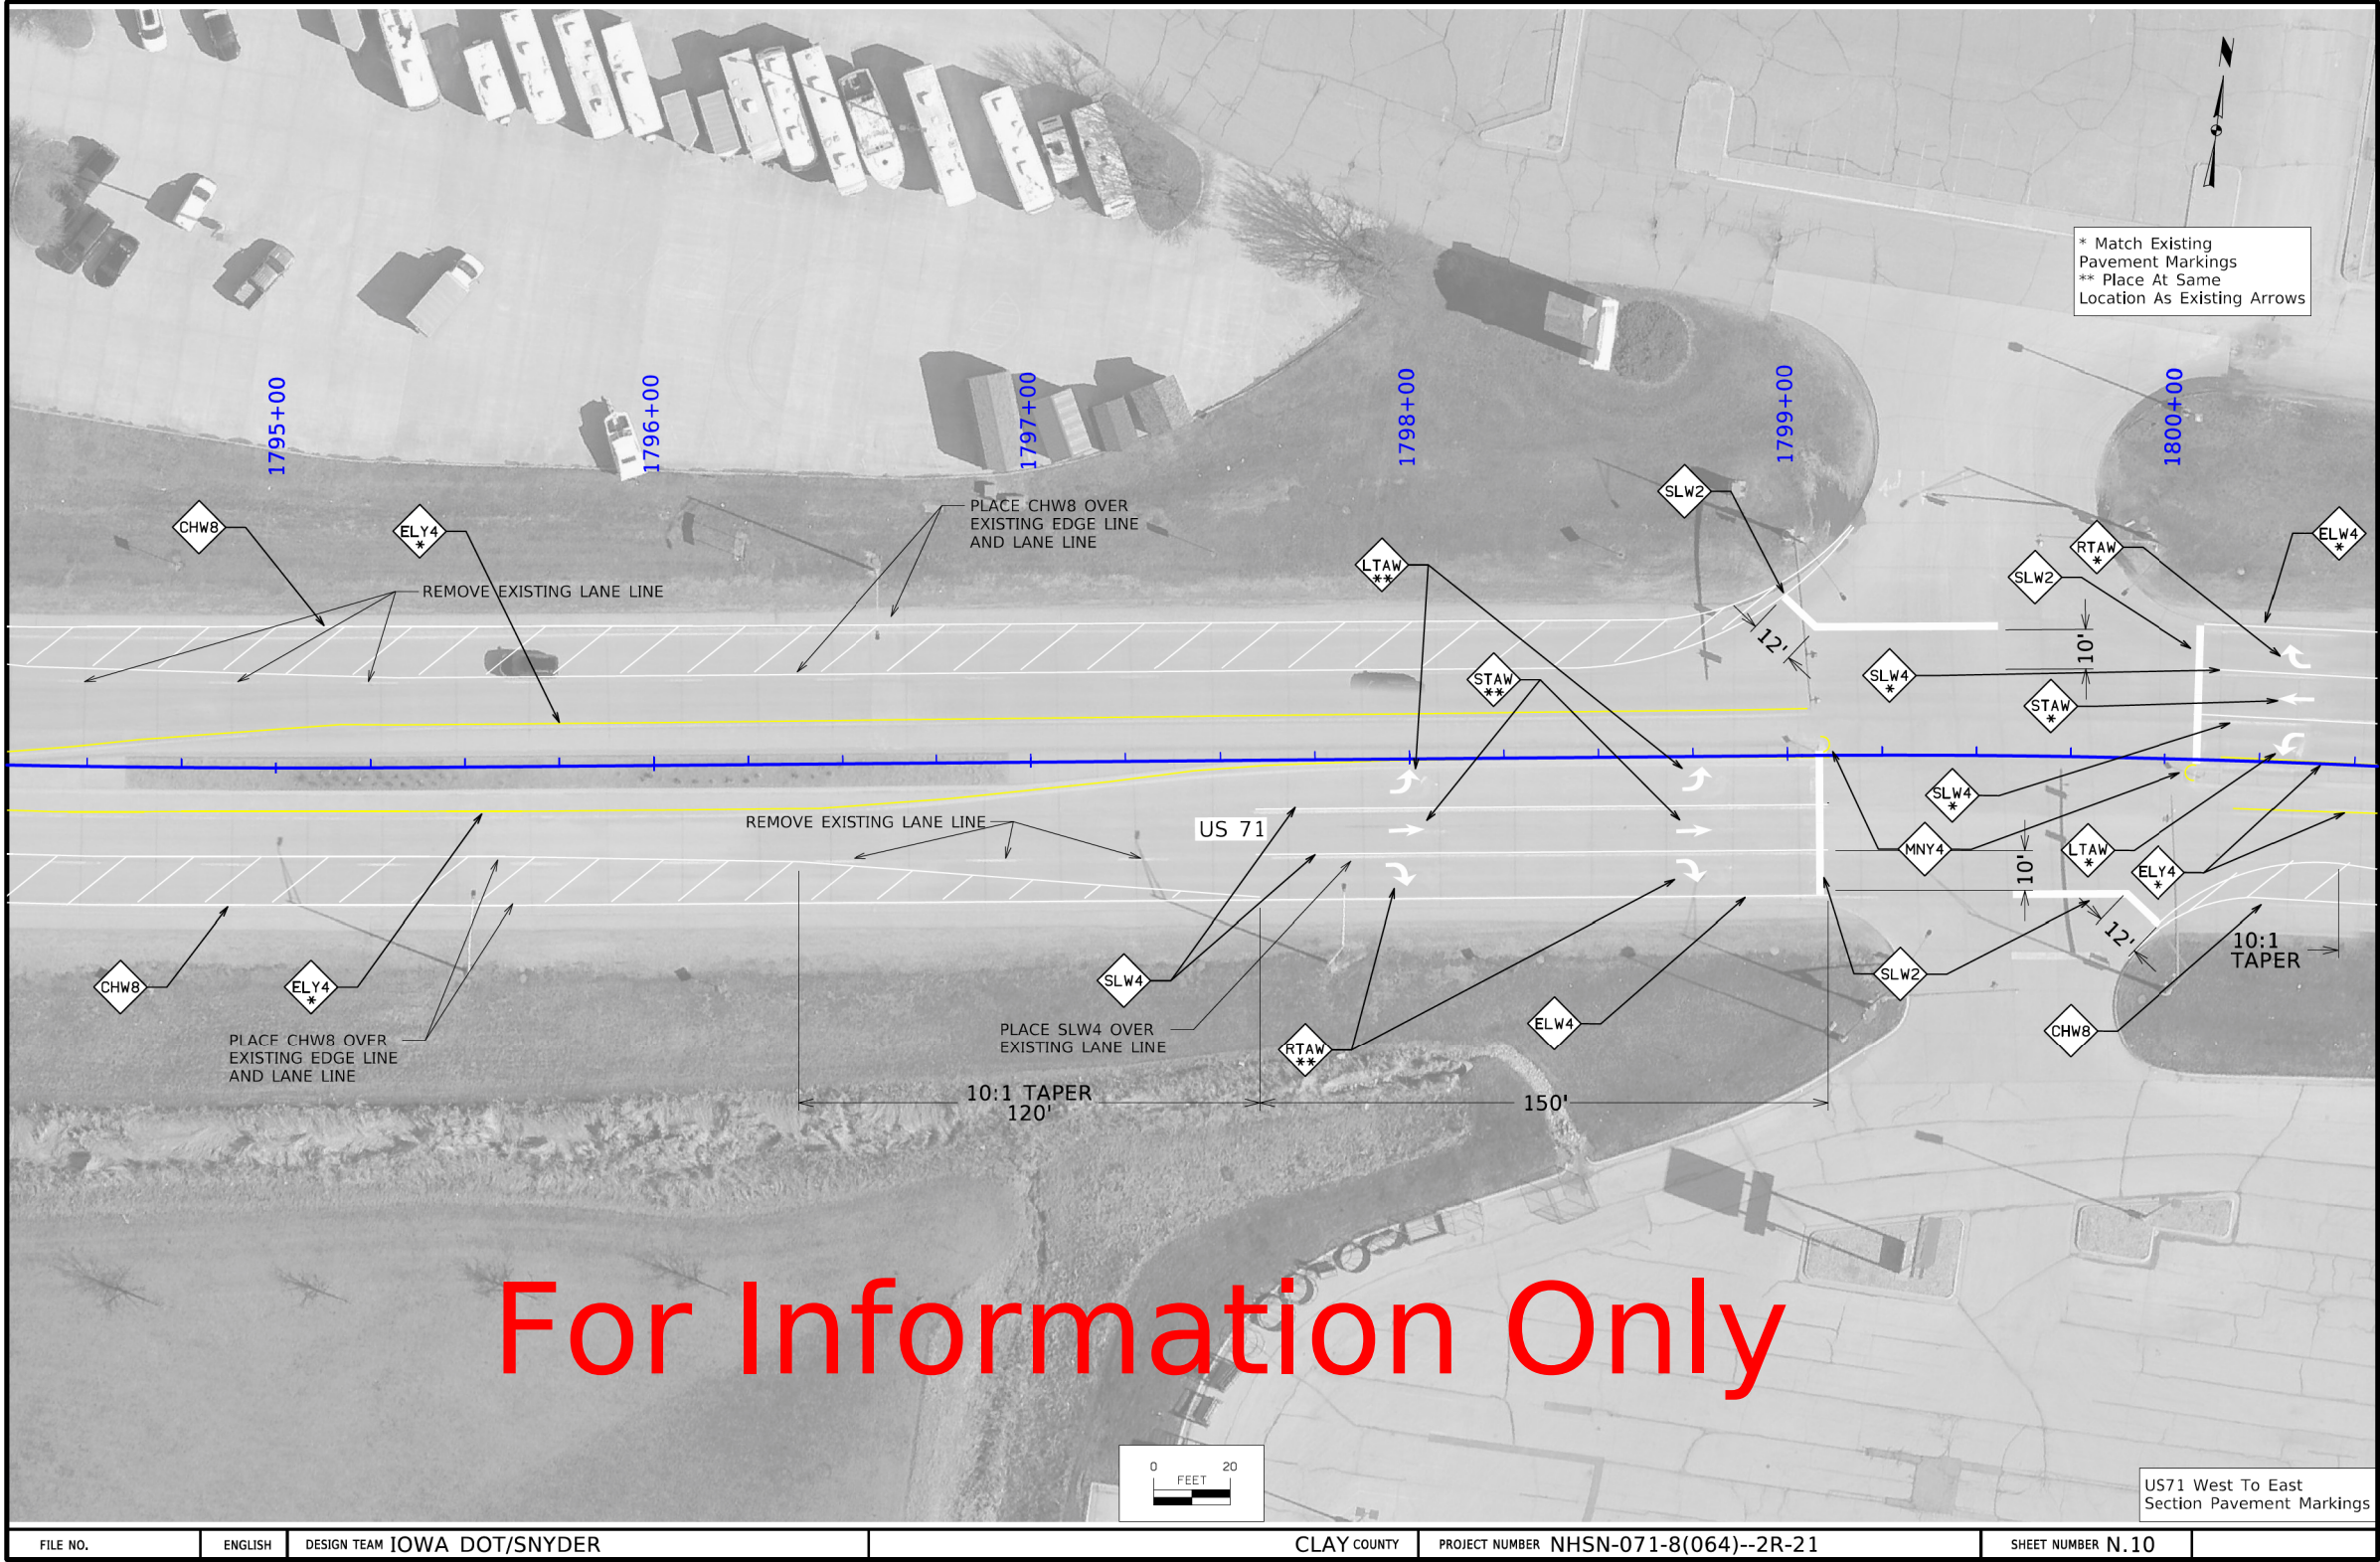 N
* Match Existing
Pavement Markings
** Place At Same
Location As Existing Arrows
1795+00
1796+00
1797+00
1798+00
1799+00
1800+00
CHW8
ELY4
*
PLACE CHW8 OVER
EXISTING EDGE LINE
AND LANE LINE
REMOVE EXISTING LANE LINE
LTAW
**
SLW2
RTAW
*
ELW4
*
SLW2
12'
10'
STAW
**
SLW4
*
STAW
*
SLW4
*
US 71
REMOVE EXISTING LANE LINE
MNY4
10'
LTAW
*
ELY4
*
12'
10:1
TAPER
CHW8
ELY4
*
SLW4
SLW2
PLACE CHW8 OVER
EXISTING EDGE LINE
AND LANE LINE
PLACE SLW4 OVER
EXISTING LANE LINE
RTAW
**
ELW4
CHW8
10:1 TAPER
120'
150'
For Information Only
0 20
FEET
US71 West To East
Section Pavement Markings
FILE NO. ENGLISH DESIGN TEAM IOWA DOT/SNYDER CLAY COUNTY PROJECT NUMBER NHSN-071-8(064)--2R-21 SHEET NUMBER N.10